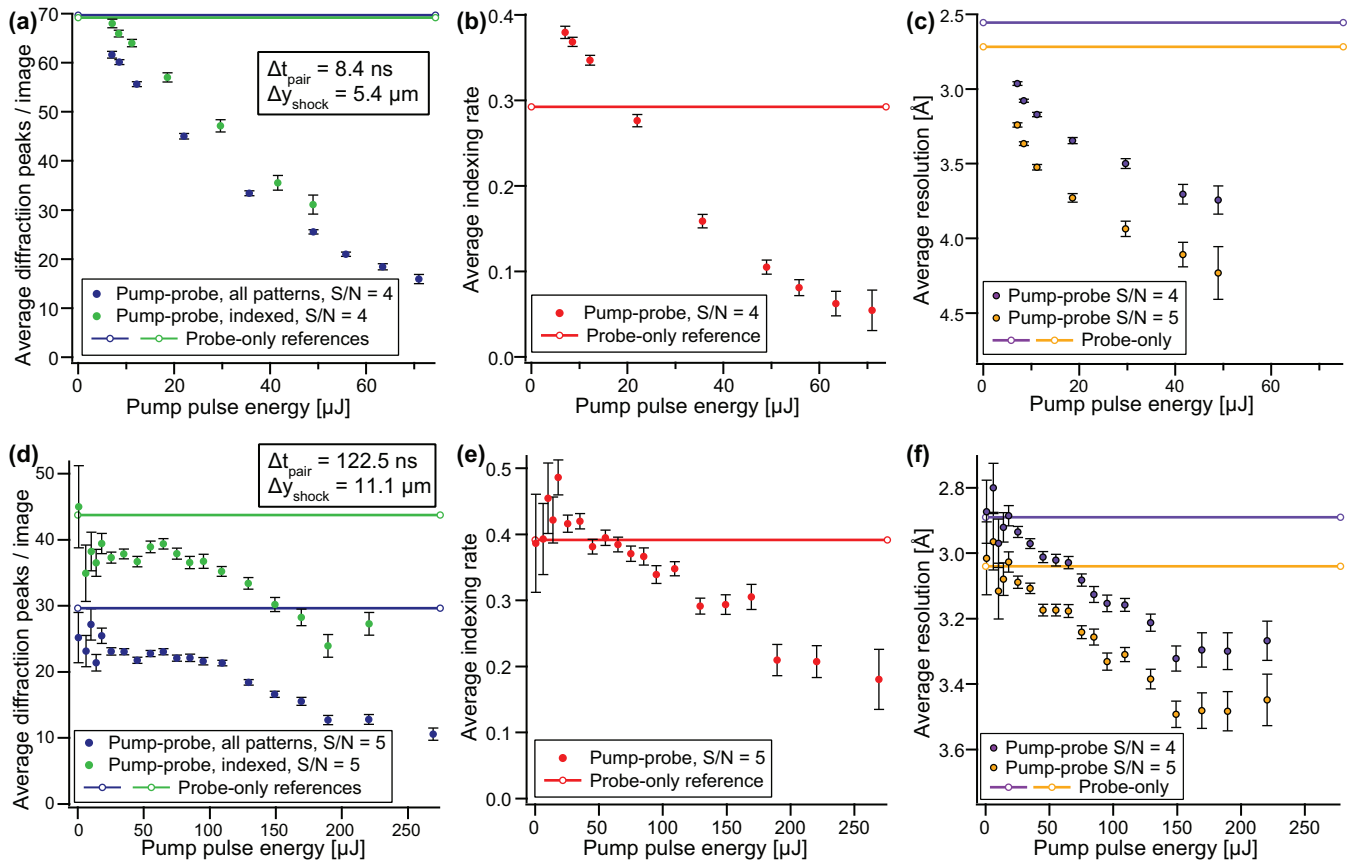 (a)
Average diffraction peaks / image
70
60
50
40
30
20
10
0
Δt_pair = 8.4 ns
Δy_shock = 5.4 μm
Pump-probe, all patterns, S/N = 4
Pump-probe, indexed, S/N = 4
Probe-only references
0 20 40 60
Pump pulse energy [μJ]
(b)
Average indexing rate
0.4
0.3
0.2
0.1
0.0
Pump-probe, S/N = 4
Probe-only reference
0 20 40 60
Pump pulse energy [μJ]
(c)
Average resolution [Å]
2.5
3.0
3.5
4.0
4.5
Pump-probe S/N = 4
Pump-probe S/N = 5
Probe-only
0 20 40 60
Pump pulse energy [μJ]
(d)
Average diffraction peaks / image
50
40
30
20
10
0
Δt_pair = 122.5 ns
Δy_shock = 11.1 μm
Pump-probe, all patterns, S/N = 5
Pump-probe, indexed, S/N = 5
Probe-only references
0 50 100 150 200 250
Pump pulse energy [μJ]
(e)
Average indexing rate
0.5
0.4
0.3
0.2
0.1
0.0
Pump-probe, S/N = 5
Probe-only reference
0 50 100 150 200 250
Pump pulse energy [μJ]
(f)
Average resolution [Å]
2.8
3.0
3.2
3.4
3.6
Pump-probe S/N = 4
Pump-probe S/N = 5
Probe-only
0 50 100 150 200 250
Pump pulse energy [μJ]